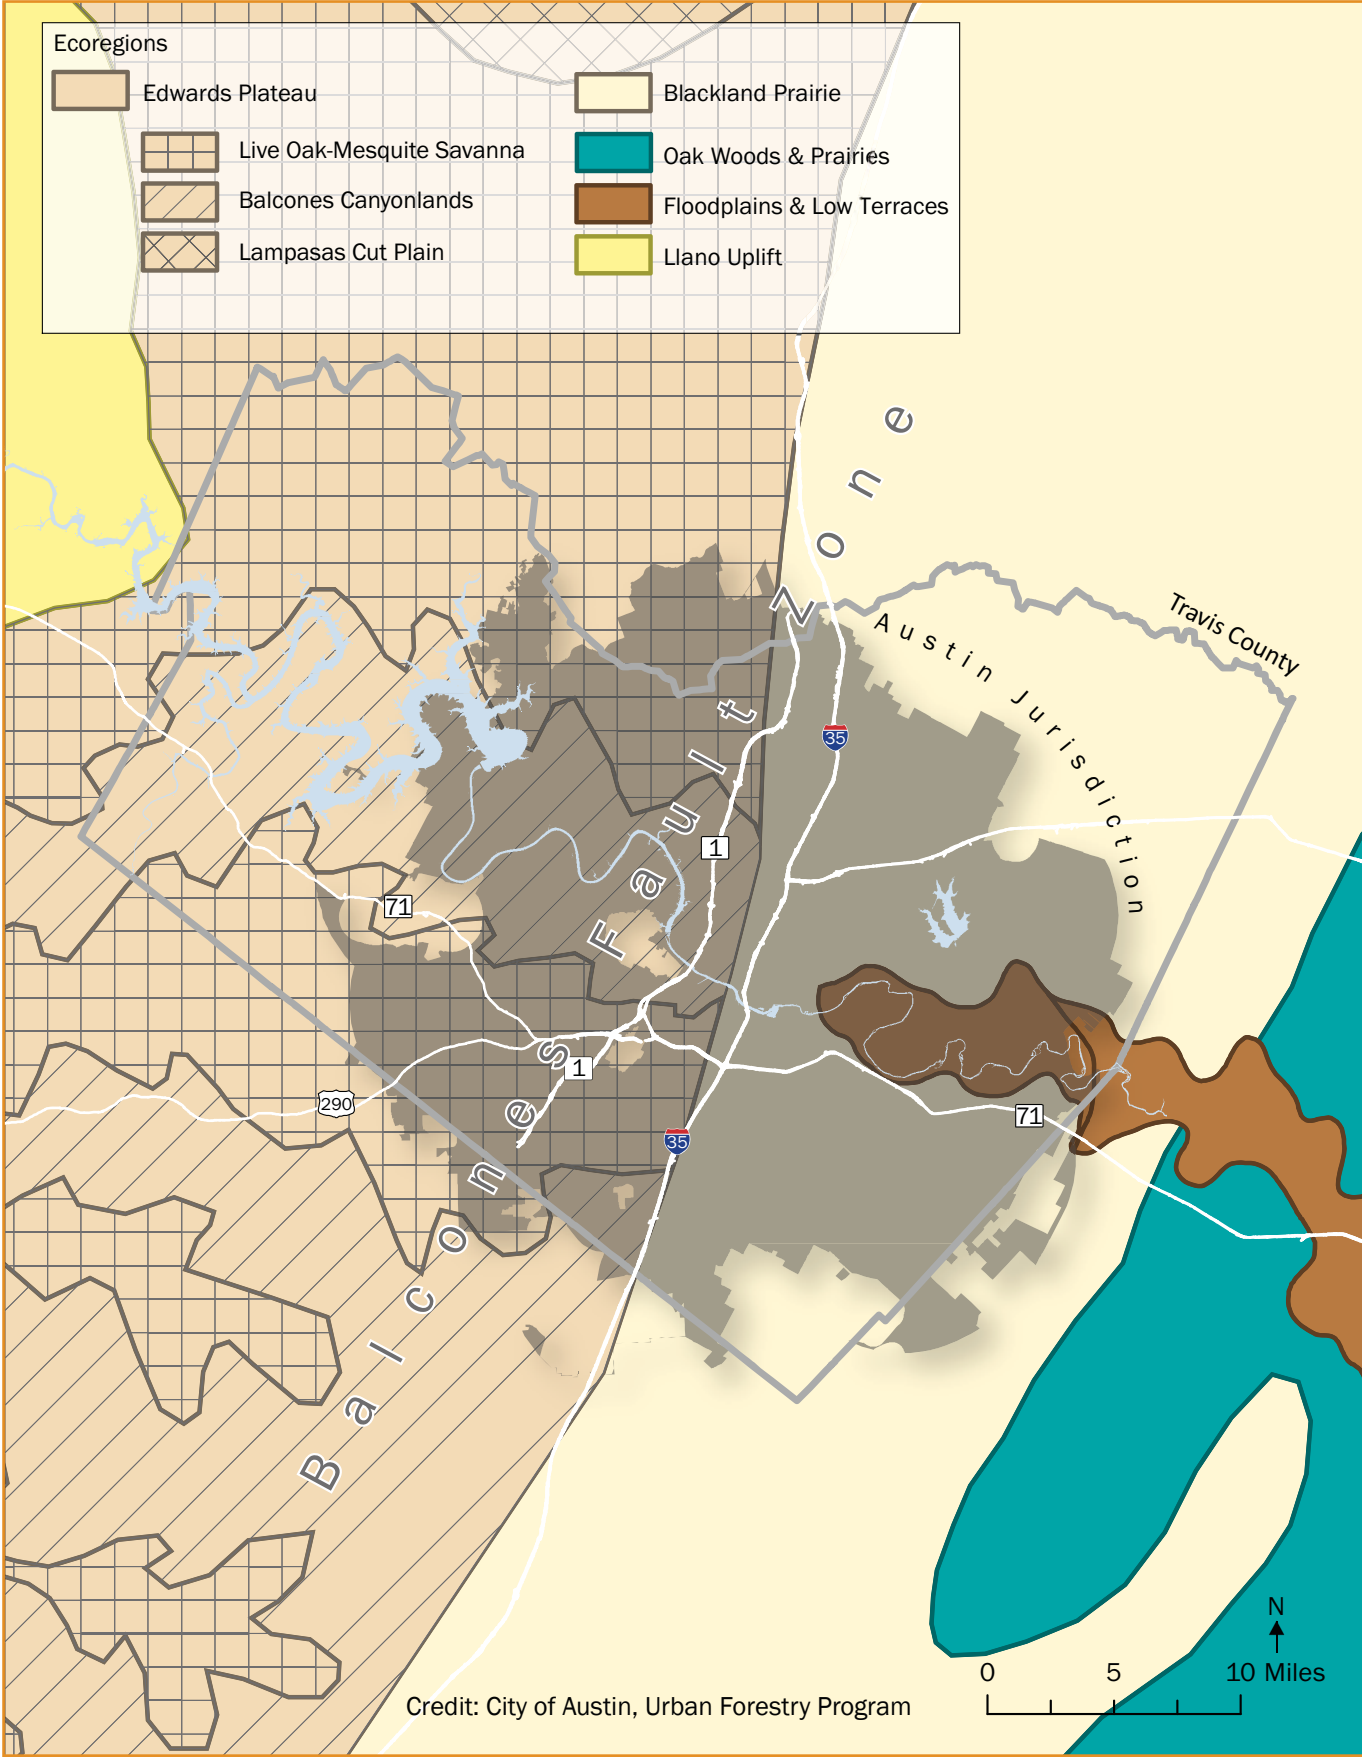 Ecoregions
Edwards Plateau
Live Oak-Mesquite Savanna
Balcones Canyonlands
Lampasas Cut Plain
Blackland Prairie
Oak Woods & Prairies
Floodplains & Low Terraces
Llano Uplift
Balcones Fault Zone
Travis County
Austin Jurisdiction
35
1
71
1
290
71
35
N
0 5 10 Miles
Credit: City of Austin, Urban Forestry Program